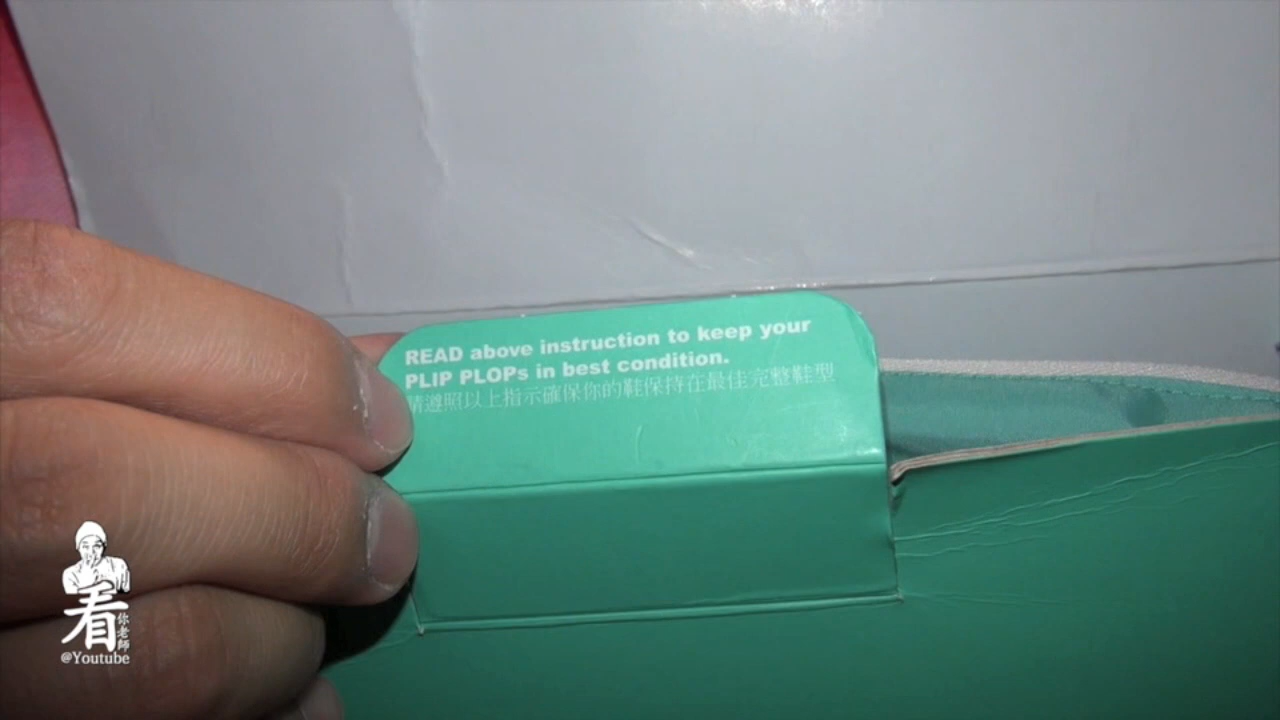 READ above instruction to keep your
PLIP PLOPs in best condition.
請遵照以上指示確保你的鞋保持在最佳完整鞋型
看
你老師
@Youtube